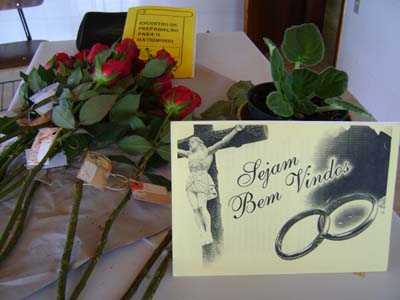 ENCONTRO DE
PREPARAÇÃO
PARA O
MATRIMÔNIO
Sejam
Bem Vindos